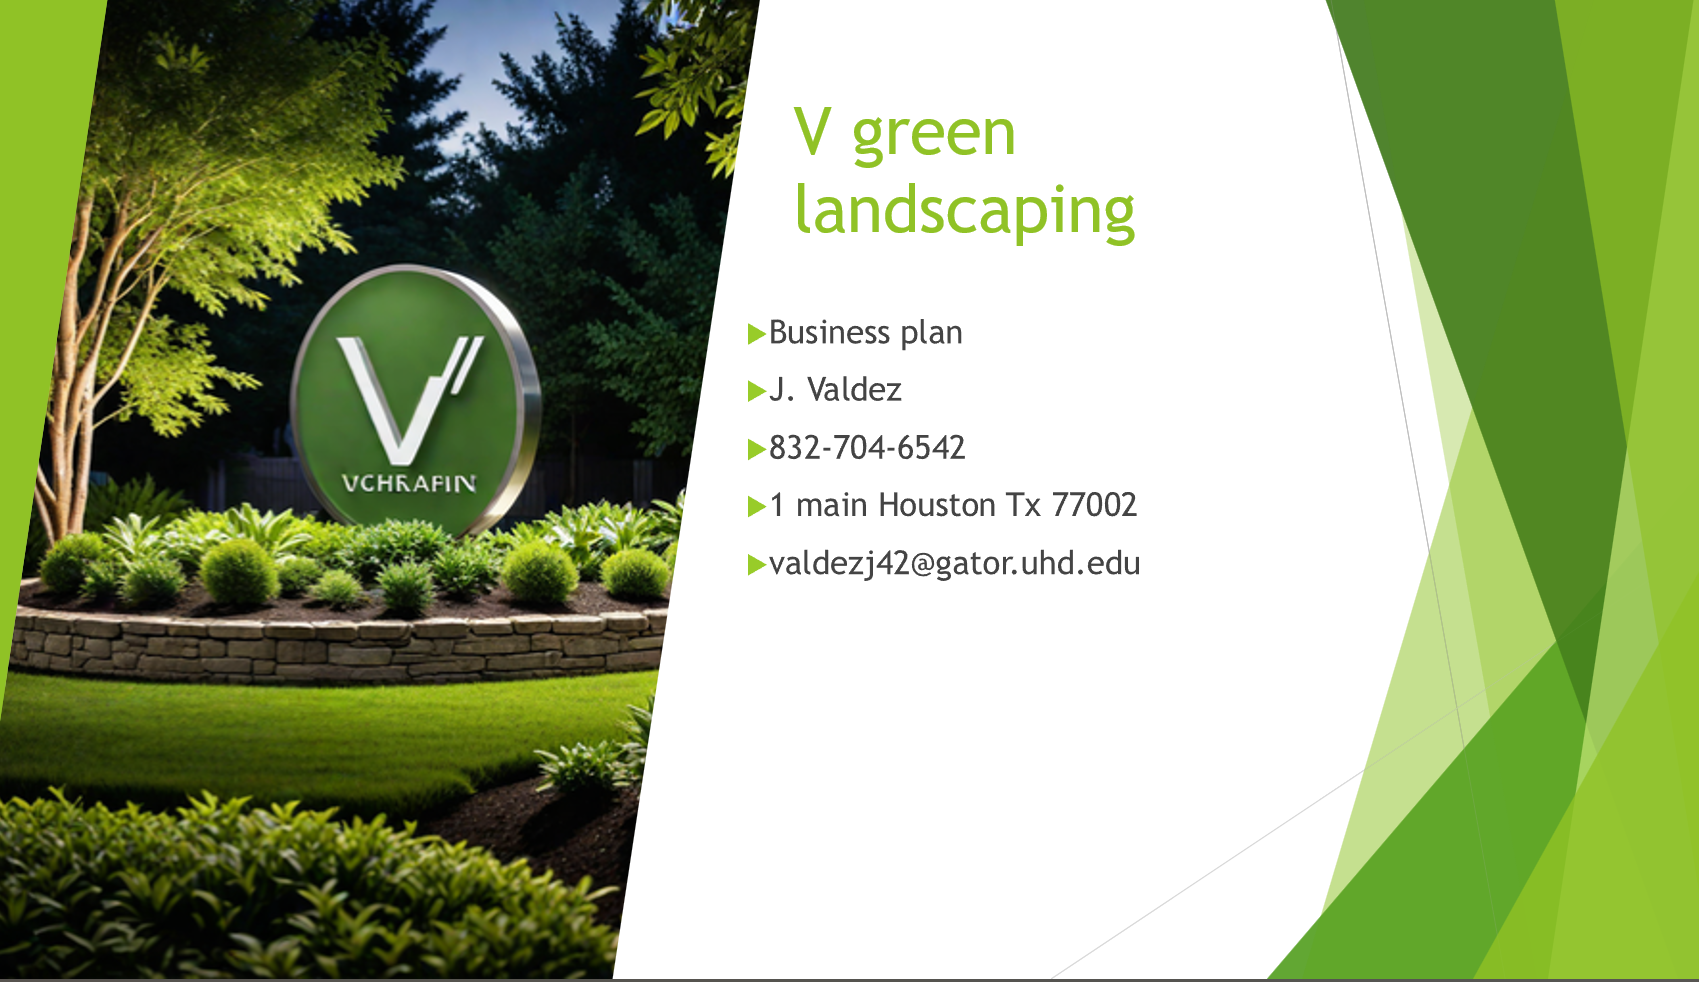 V green
landscaping
Business plan
J. Valdez
832-704-6542
1 main Houston Tx 77002
valdezj42@gator.uhd.edu
V
VCHRAFIN